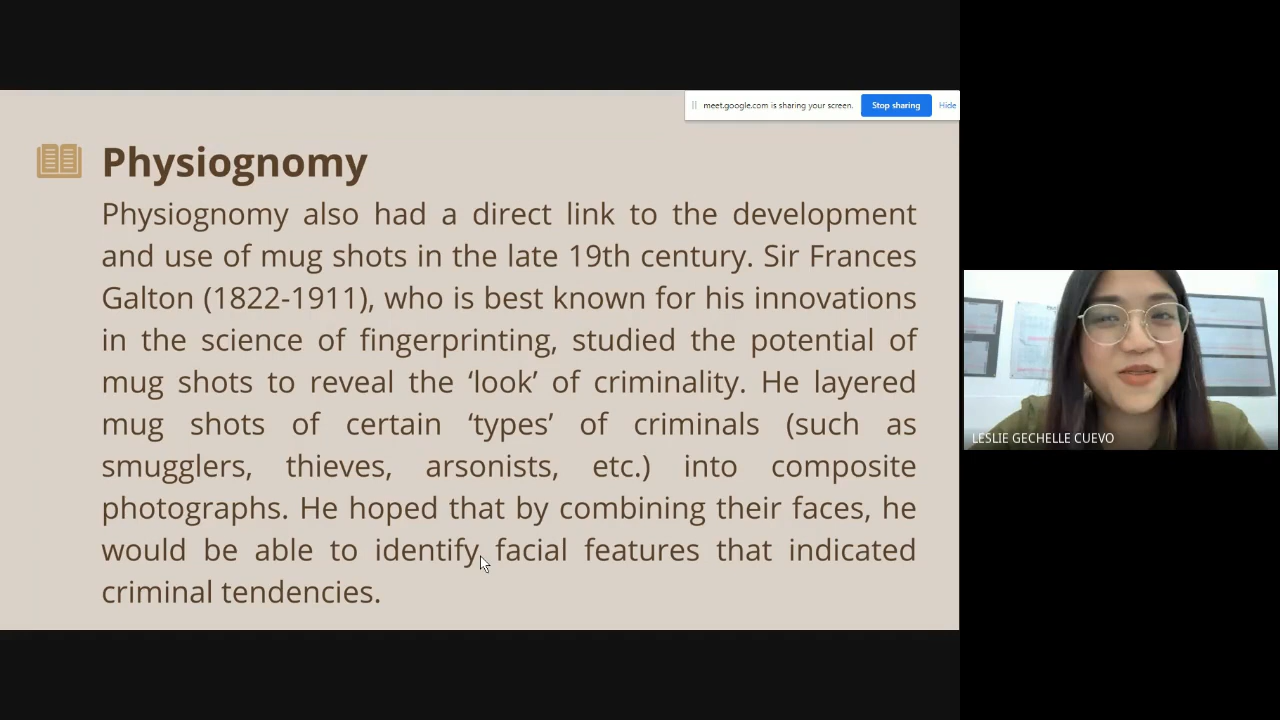 meet.google.com is sharing your screen.
Stop sharing
Hide
Physiognomy
Physiognomy also had a direct link to the development
and use of mug shots in the late 19th century. Sir Frances
Galton (1822-1911), who is best known for his innovations
in the science of fingerprinting, studied the potential of
mug shots to reveal the ‘look’ of criminality. He layered
mug shots of certain ‘types’ of criminals (such as
smugglers, thieves, arsonists, etc.) into composite
photographs. He hoped that by combining their faces, he
would be able to identify facial features that indicated
criminal tendencies.
LESLIE GECHELLE CUEVO